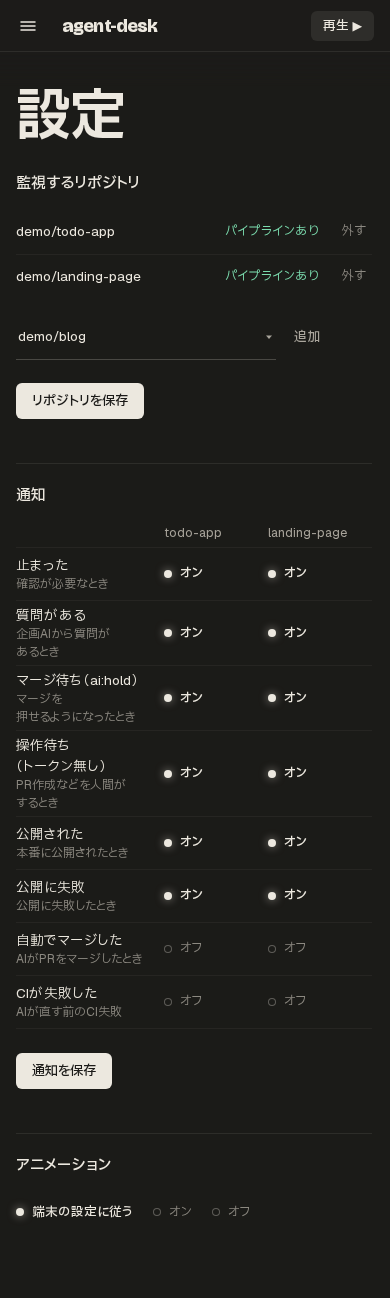 agent-desk
再生 ▶
設定
監視するリポジトリ
demo/todo-app パイプラインあり 外す
demo/landing-page パイプラインあり 外す
demo/blog 追加
リポジトリを保存
通知
todo-app landing-page
止まった
確認が必要なとき
オン オン
質問がある
企画AIから質問が
あるとき
オン オン
マージ待ち（ai:hold）
マージを
押せるようになったとき
オン オン
操作待ち
（トークン無し）
PR作成などを人間が
するとき
オン オン
公開された
本番に公開されたとき
オン オン
公開に失敗
公開に失敗したとき
オン オン
自動でマージした
AIがPRをマージしたとき
オフ オフ
CIが失敗した
AIが直す前のCI失敗
オフ オフ
通知を保存
アニメーション
端末の設定に従う オン オフ